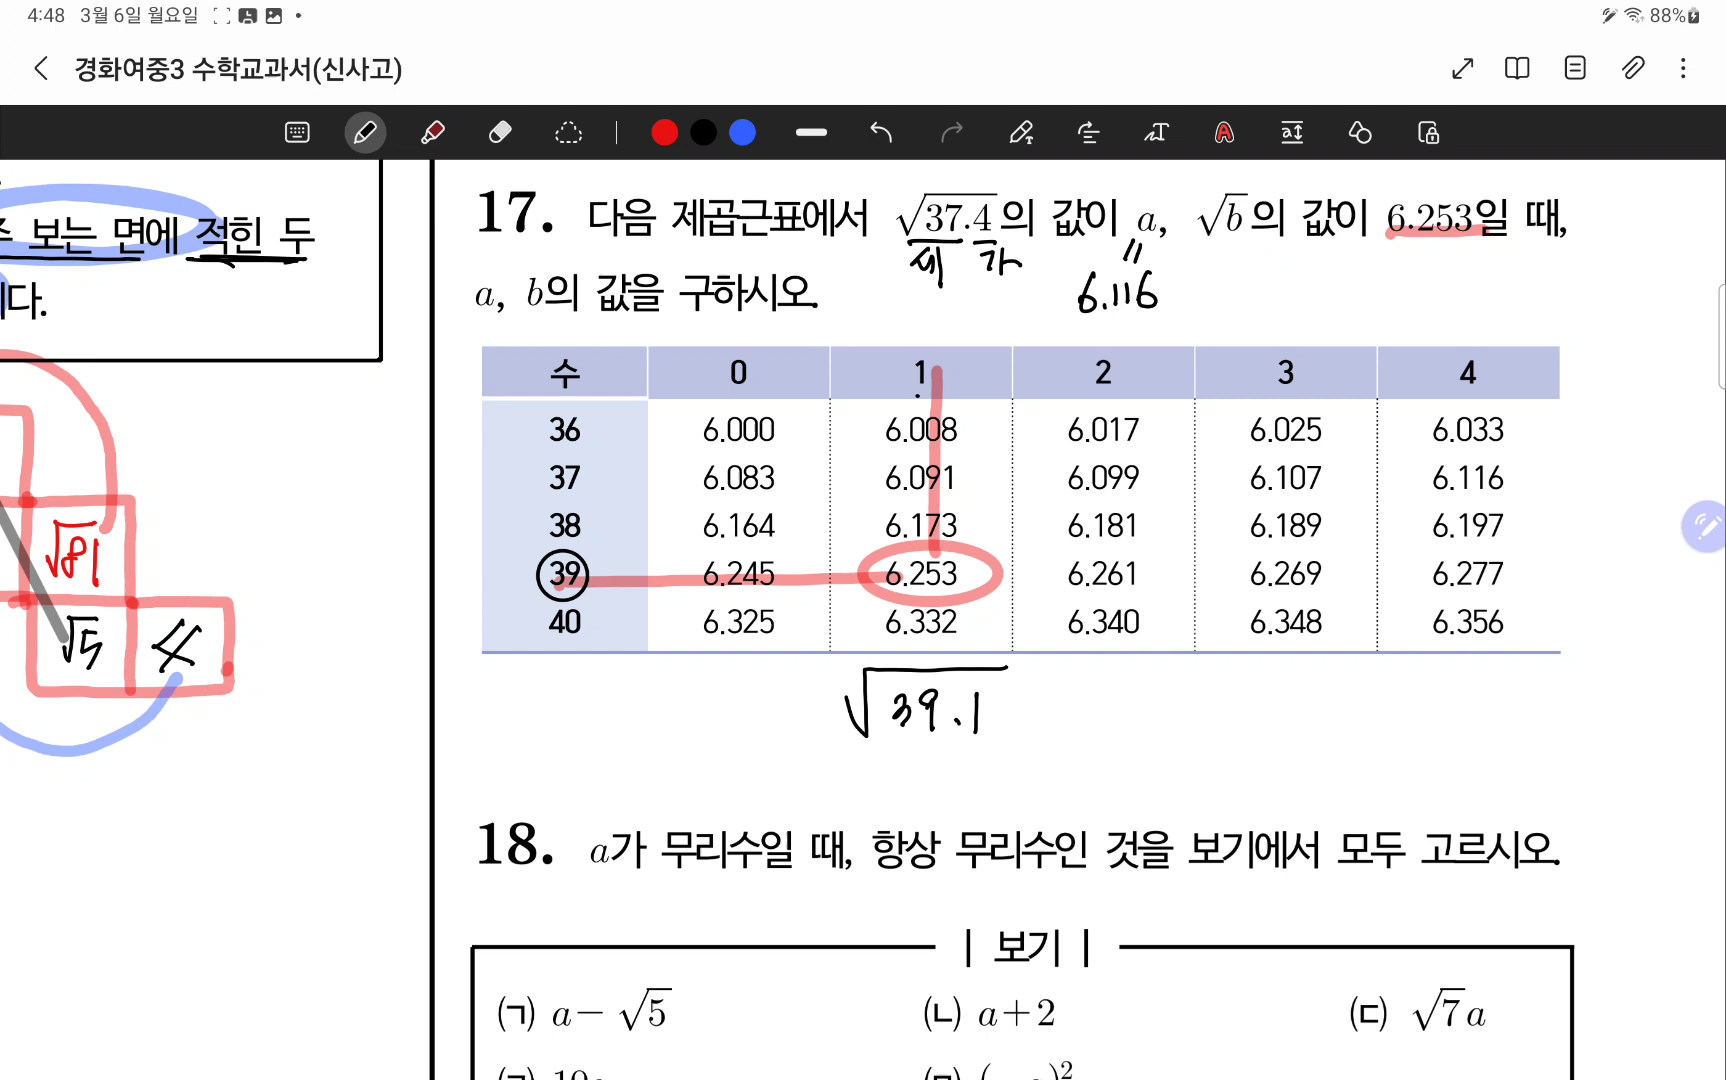 4:48 3월 6일 월요일
88%
경화여중3 수학교과서(신사고)
보는 면에 적힌 두
다.
√81
√5
17. 다음 제곱근표에서 √37.4의 값이 a, √b의 값이 6.253일 때,
세 가 =
6.116
a, b의 값을 구하시오.
수 0 1 2 3 4
36 6.000 6.008 6.017 6.025 6.033
37 6.083 6.091 6.099 6.107 6.116
38 6.164 6.173 6.181 6.189 6.197
39 6.245 6.253 6.261 6.269 6.277
40 6.325 6.332 6.340 6.348 6.356
√39.1
18. a가 무리수일 때, 항상 무리수인 것을 보기에서 모두 고르시오.
| 보기 |
(ㄱ) a-√5 (ㄴ) a+2 (ㄷ) √7a